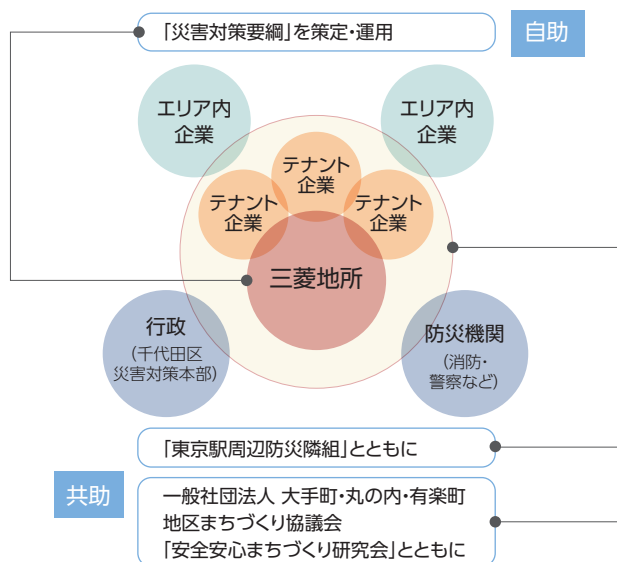 「災害対策要綱」を策定・運用
自助
エリア内
企業
エリア内
企業
テナント
企業
テナント
企業
テナント
企業
三菱地所
行政
(千代田区
災害対策本部)
防災機関
(消防・
警察など)
「東京駅周辺防災隣組」とともに
共助
一般社団法人 大手町・丸の内・有楽町
地区まちづくり協議会
「安全安心まちづくり研究会」とともに